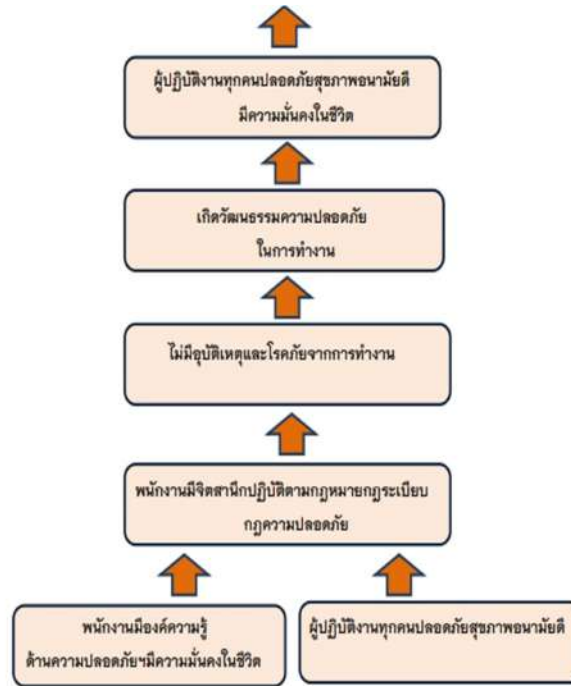 ผู้ปฏิบัติงานทุกคนปลอดภัยสุขภาพอนามัยดี
มีความมั่นคงในชีวิต
เกิดวัฒนธรรมความปลอดภัย
ในการทำงาน
ไม่มีอุบัติเหตุและโรคภัยจากการทำงาน
พนักงานมีจิตสานึกปฏิบัติตามกฎหมายกฎระเบียบ
กฎความปลอดภัย
พนักงานมีองค์ความรู้
ด้านความปลอดภัยฯมีความมั่นคงในชีวิต
ผู้ปฏิบัติงานทุกคนปลอดภัยสุขภาพอนามัยดี